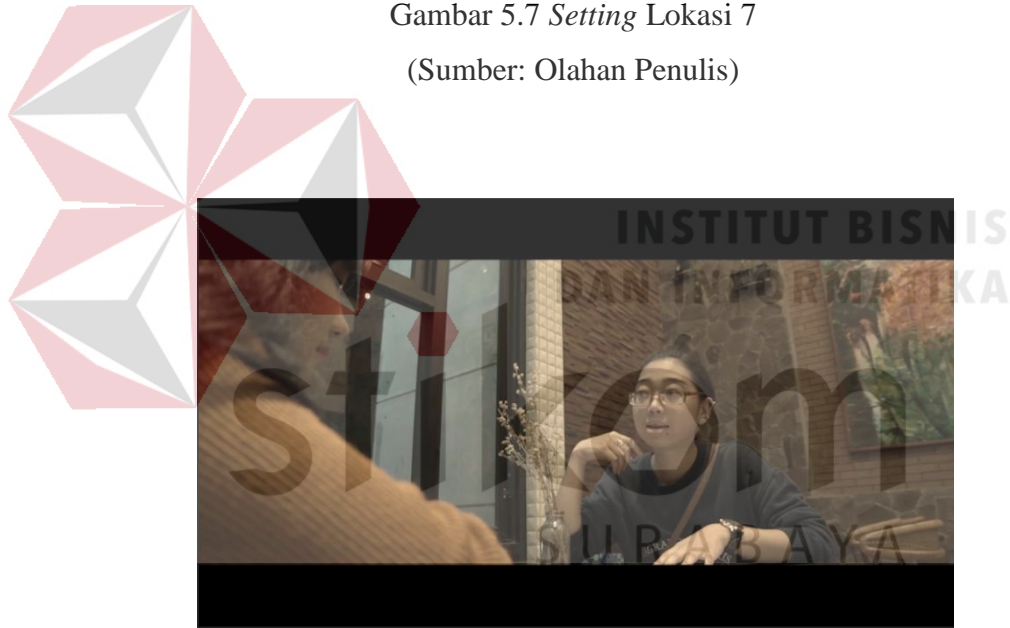 Gambar 5.7 Setting Lokasi 7
(Sumber: Olahan Penulis)
INSTITUT BISNIS
DAN INFORMATIKA
stikom
SURABAYA